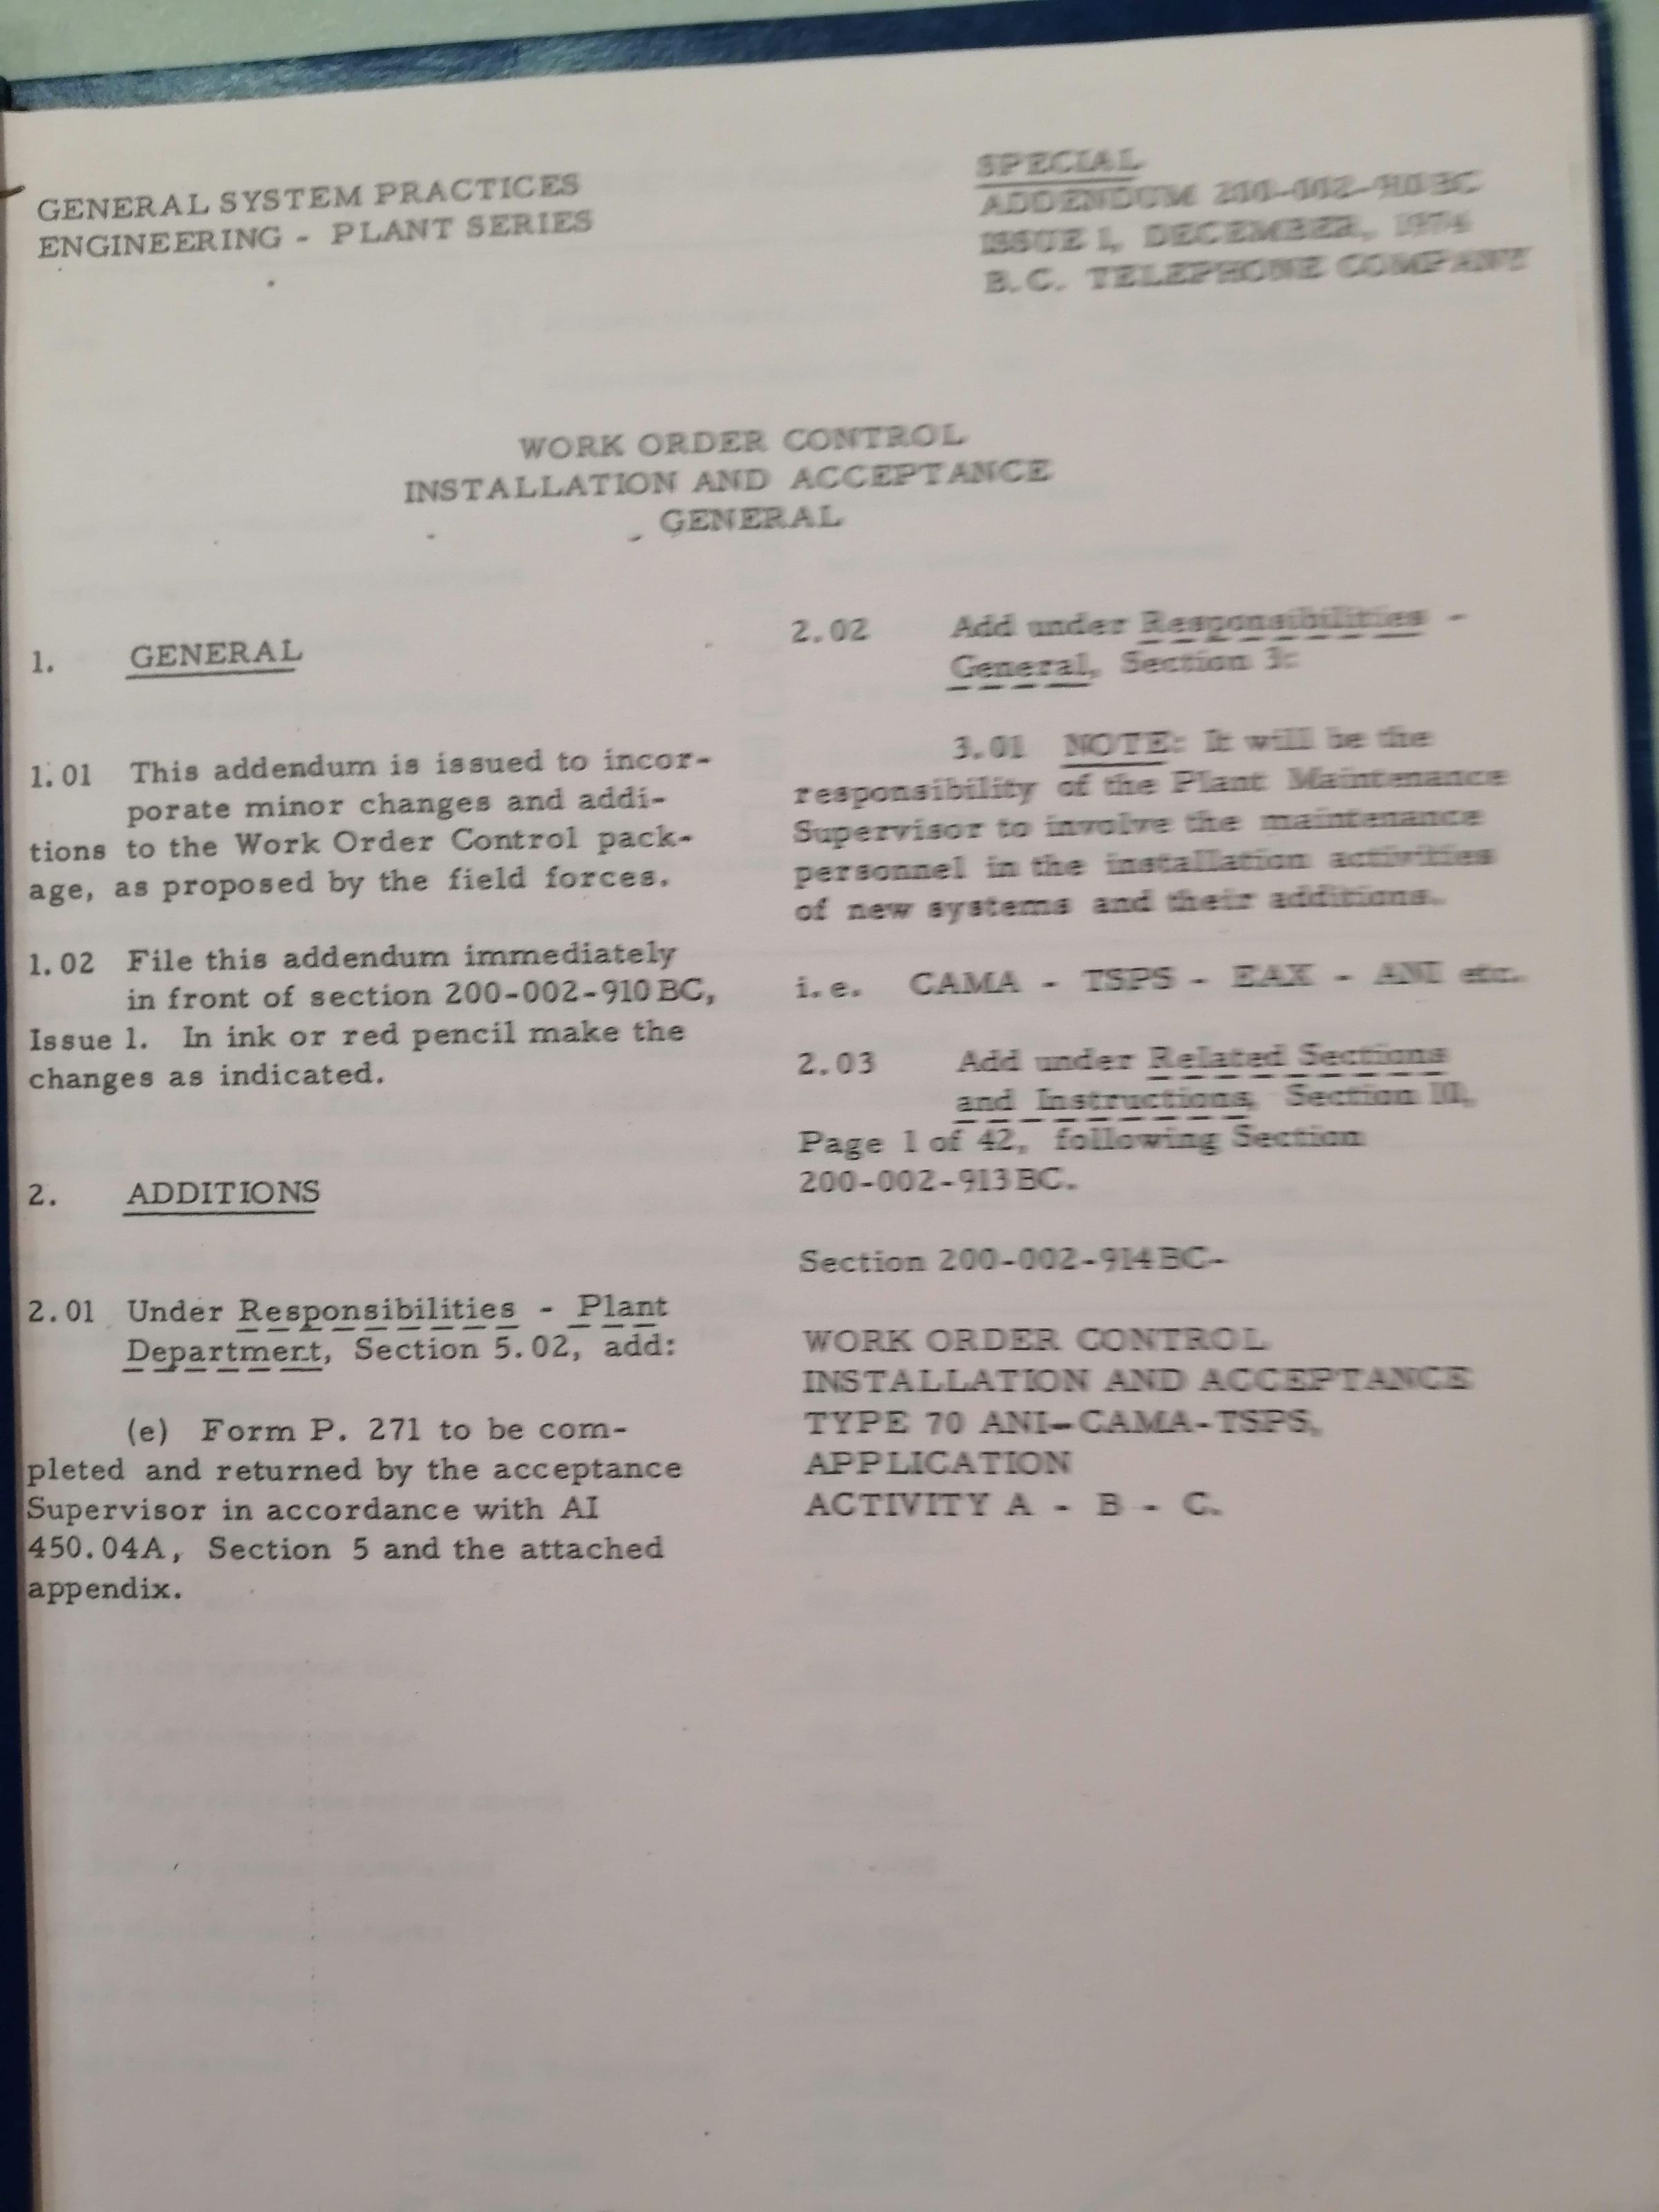 GENERAL SYSTEM PRACTICES
ENGINEERING - PLANT SERIES
SPECIAL
ADDENDUM 200-002-910 BC
ISSUE 1, DECEMBER, 1974
B.C. TELEPHONE COMPANY
WORK ORDER CONTROL
INSTALLATION AND ACCEPTANCE
GENERAL
1. GENERAL
1.01 This addendum is issued to incor-
porate minor changes and addi-
tions to the Work Order Control pack-
age, as proposed by the field forces.
1.02 File this addendum immediately
in front of section 200-002-910 BC,
Issue 1. In ink or red pencil make the
changes as indicated.
2. ADDITIONS
2.01 Under Responsibilities - Plant
Department, Section 5.02, add:
(e) Form P. 271 to be com-
pleted and returned by the acceptance
Supervisor in accordance with AI
450.04A, Section 5 and the attached
appendix.
2.02 Add under Responsibilities -
General, Section 3:
3.01 NOTE: It will be the
responsibility of the Plant Maintenance
Supervisor to involve the maintenance
personnel in the installation activities
of new systems and their additions.
i.e. CAMA - TSPS - EAX - ANI etc.
2.03 Add under Related Sections
and Instructions, Section
Page 1 of 42, following Section
200-002-913 BC.
Section 200-002-914 BC-
WORK ORDER CONTROL
INSTALLATION AND ACCEPTANCE
TYPE 70 ANI-CAMA-TSPS,
APPLICATION
ACTIVITY A - B - C.